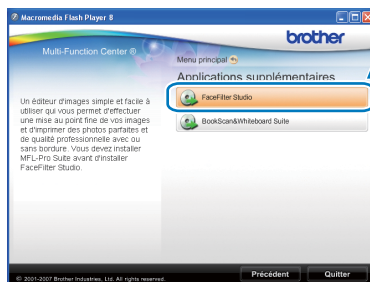 Macromedia Flash Player 8
brother
Multi-Function Center ®
Menu principal
Applications supplémentaires
FaceFilter Studio
BookScan&Whiteboard Suite
Un éditeur d'images simple et facile à
utiliser qui vous permet d'effectuer
une mise au point fine de vos images
et d'imprimer des photos parfaites et
de qualité professionnelle avec ou
sans bordure. Vous devez installer
MFL-Pro Suite avant d'installer
FaceFilter Studio.
© 2001-2007 Brother Industries, Ltd. All rights reserved.
Précédent
Quitter